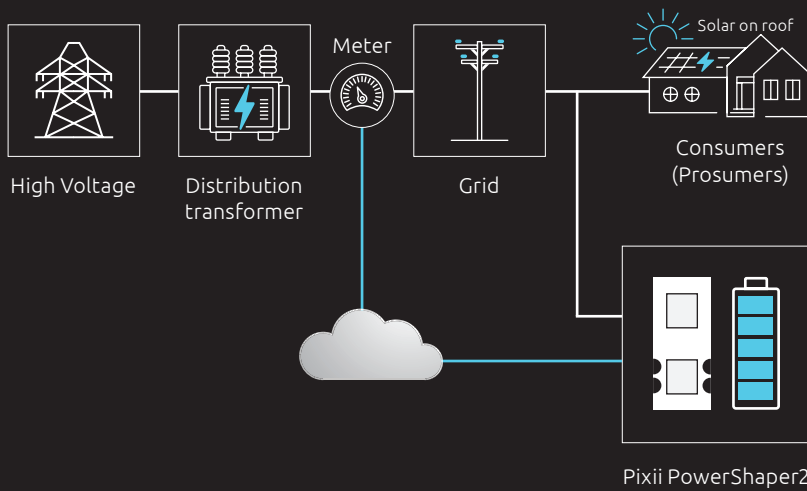 Solar on roof
Meter
High Voltage
Distribution
transformer
Grid
Consumers
(Prosumers)
Pixii PowerShaper2